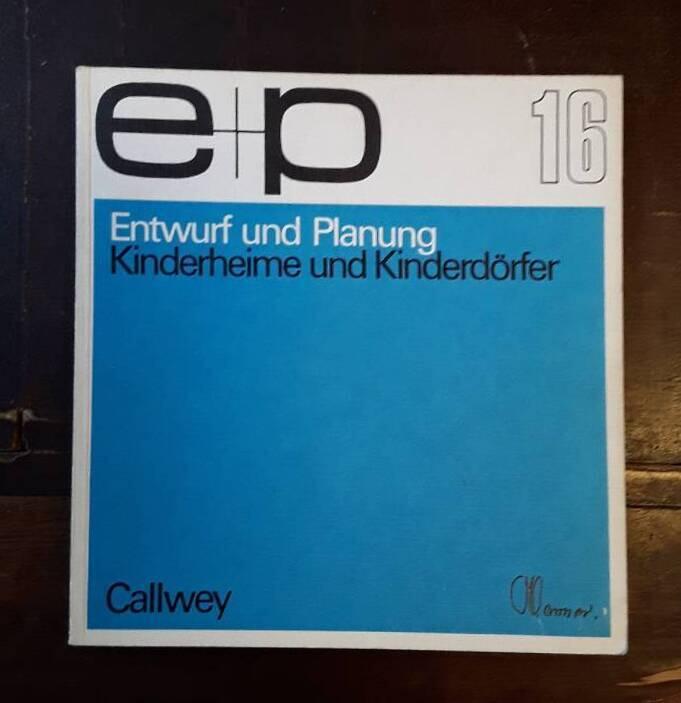 e+p
16
Entwurf und Planung
Kinderheime und Kinderdörfer
Callwey